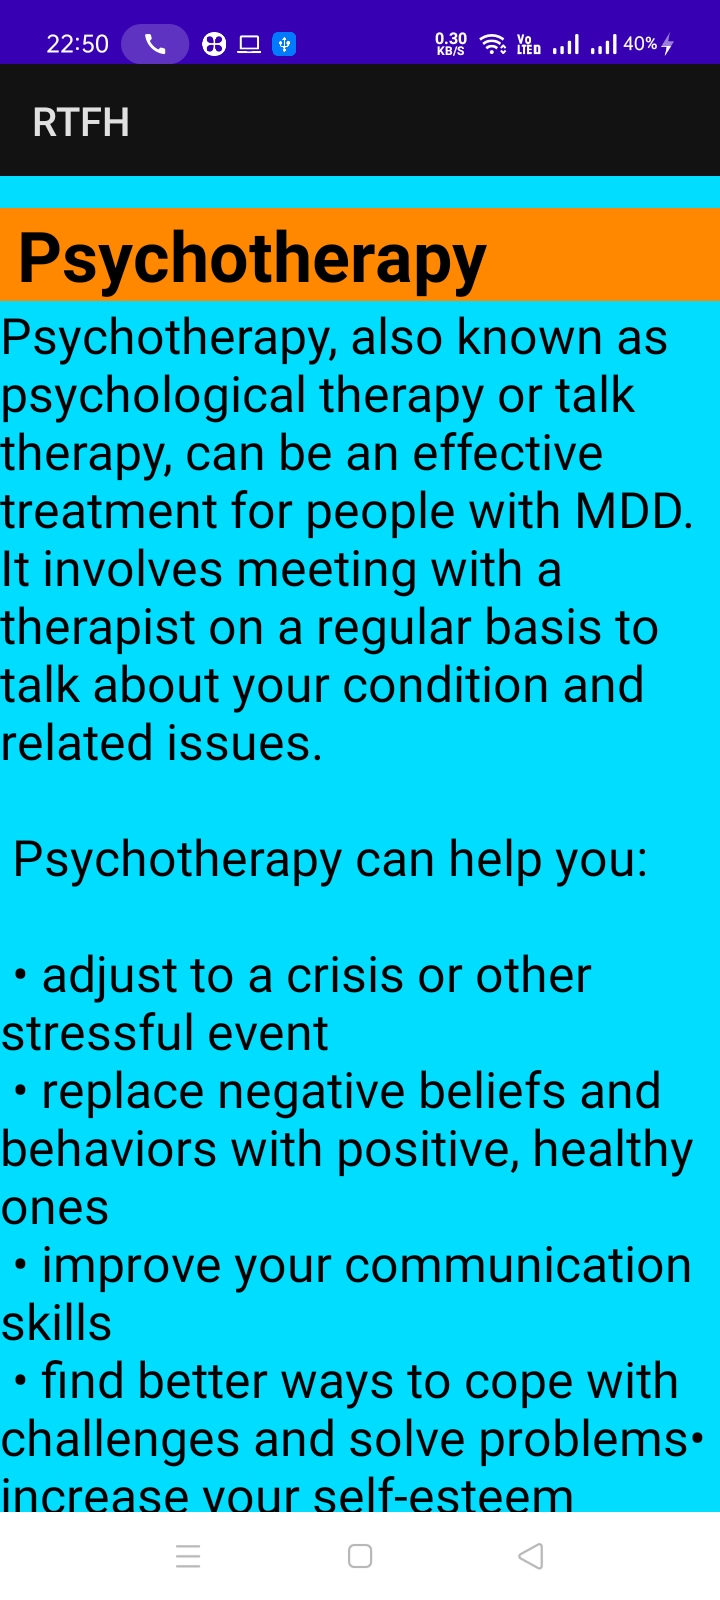 22:50
0.30 KB/S
Vo LTE
40%
RTFH
Psychotherapy
Psychotherapy, also known as
psychological therapy or talk
therapy, can be an effective
treatment for people with MDD.
It involves meeting with a
therapist on a regular basis to
talk about your condition and
related issues.
Psychotherapy can help you:
• adjust to a crisis or other
stressful event
• replace negative beliefs and
behaviors with positive, healthy
ones
• improve your communication
skills
• find better ways to cope with
challenges and solve problems•
increase your self-esteem